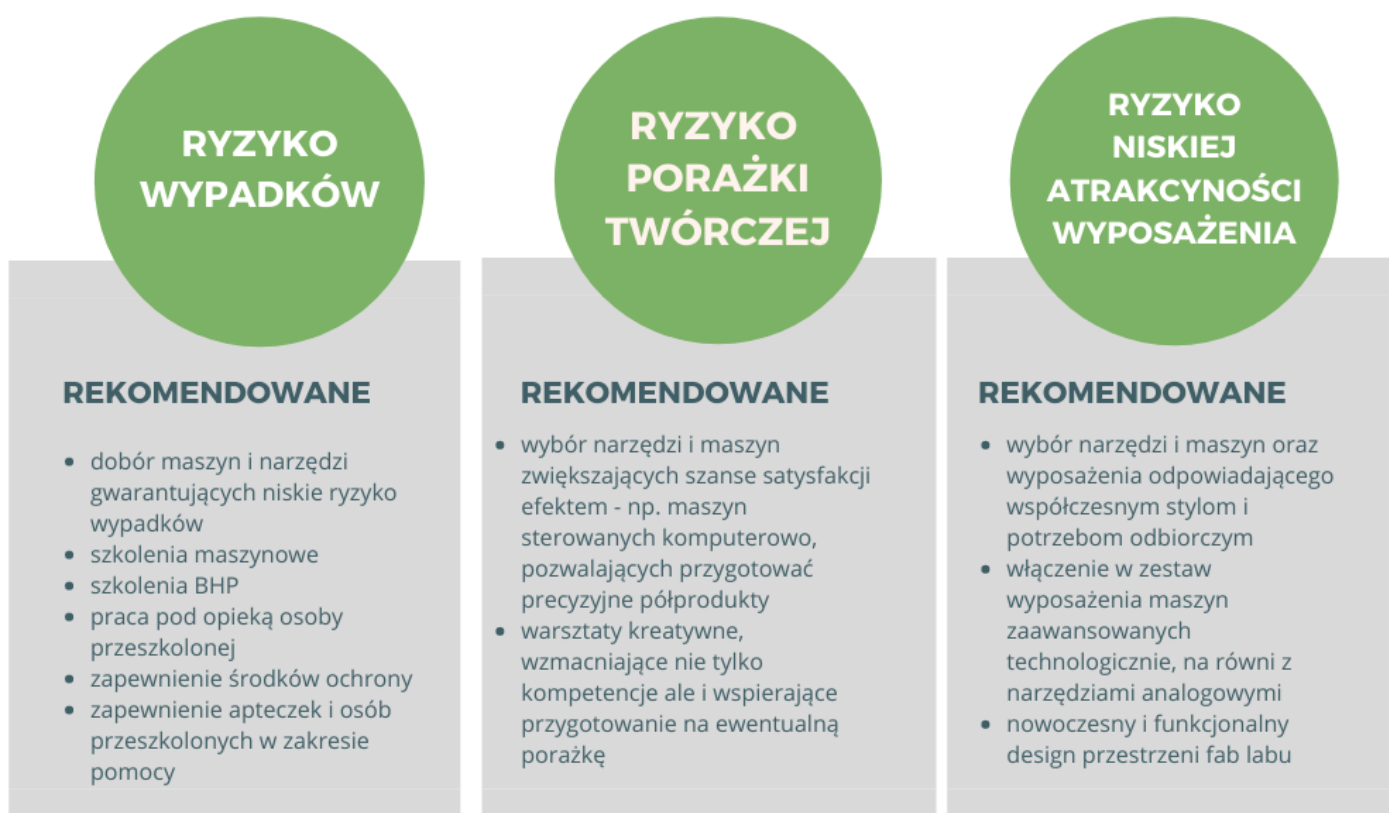 RYZYKO
WYPADKÓW
REKOMENDOWANE
• dobór maszyn i narzędzi
gwarantujących niskie ryzyko
wypadków
• szkolenia maszynowe
• szkolenia BHP
• praca pod opieką osoby
przeszkolonej
• zapewnienie środków ochrony
• zapewnienie apteczek i osób
przeszkolonych w zakresie
pomocy
RYZYKO
PORAŻKI
TWÓRCZEJ
REKOMENDOWANE
• wybór narzędzi i maszyn
zwiększających szanse satysfakcji
efektem - np. maszyn
sterowanych komputerowo,
pozwalających przygotować
precyzyjne półprodukty
• warsztaty kreatywne,
wzmacniające nie tylko
kompetencje ale i wspierające
przygotowanie na ewentualną
porażkę
RYZYKO
NISKIEJ
ATRAKCYNOŚCI
WYPOSAŻENIA
REKOMENDOWANE
• wybór narzędzi i maszyn oraz
wyposażenia odpowiadającego
współczesnym stylom i
potrzebom odbiorczym
• włączenie w zestaw
wyposażenia maszyn
zaawansowanych
technologicznie, na równi z
narzędziami analogowymi
• nowoczesny i funkcjonalny
design przestrzeni fab labu